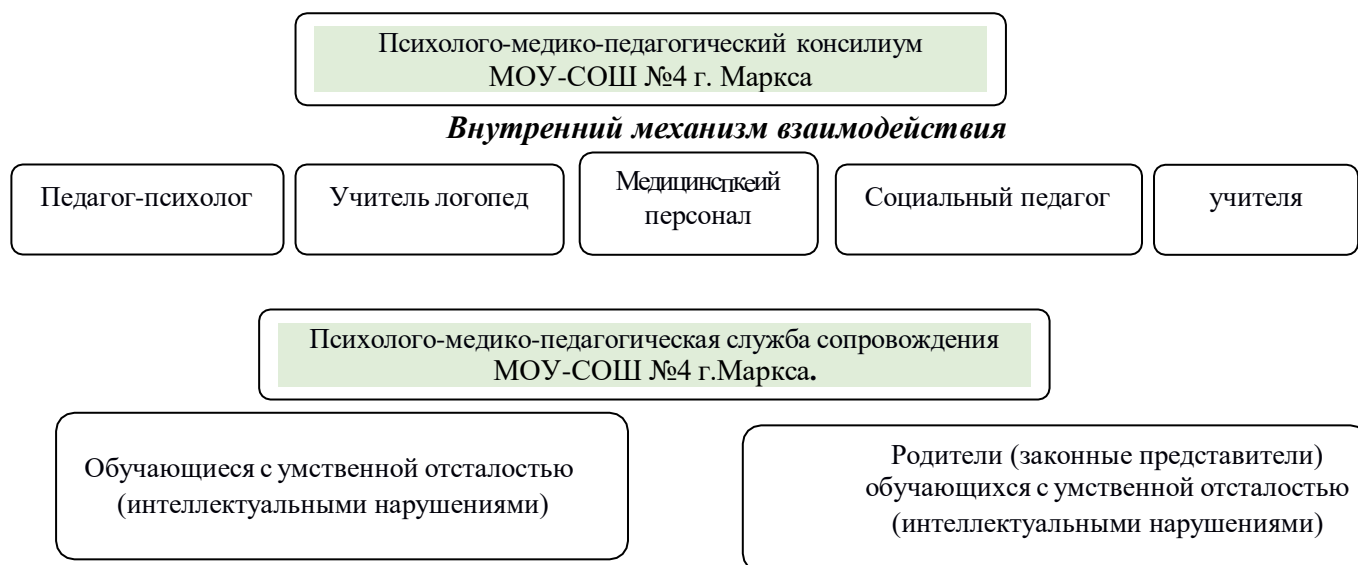 Психолого-медико-педагогический консилиум
МОУ-СОШ №4 г. Маркса
Внутренний механизм взаимодействия
Педагог-психолог
Учитель логопед
персонал
Социальный педагог
учителя
Психолого-медико-педагогическая служба сопровождения
МОУ-СОШ №4 г.Маркса.
Обучающиеся с умственной отсталостью
(интеллектуальными нарушениями)
Родители (законные представители)
обучающихся с умственной отсталостью
(интеллектуальными нарушениями)